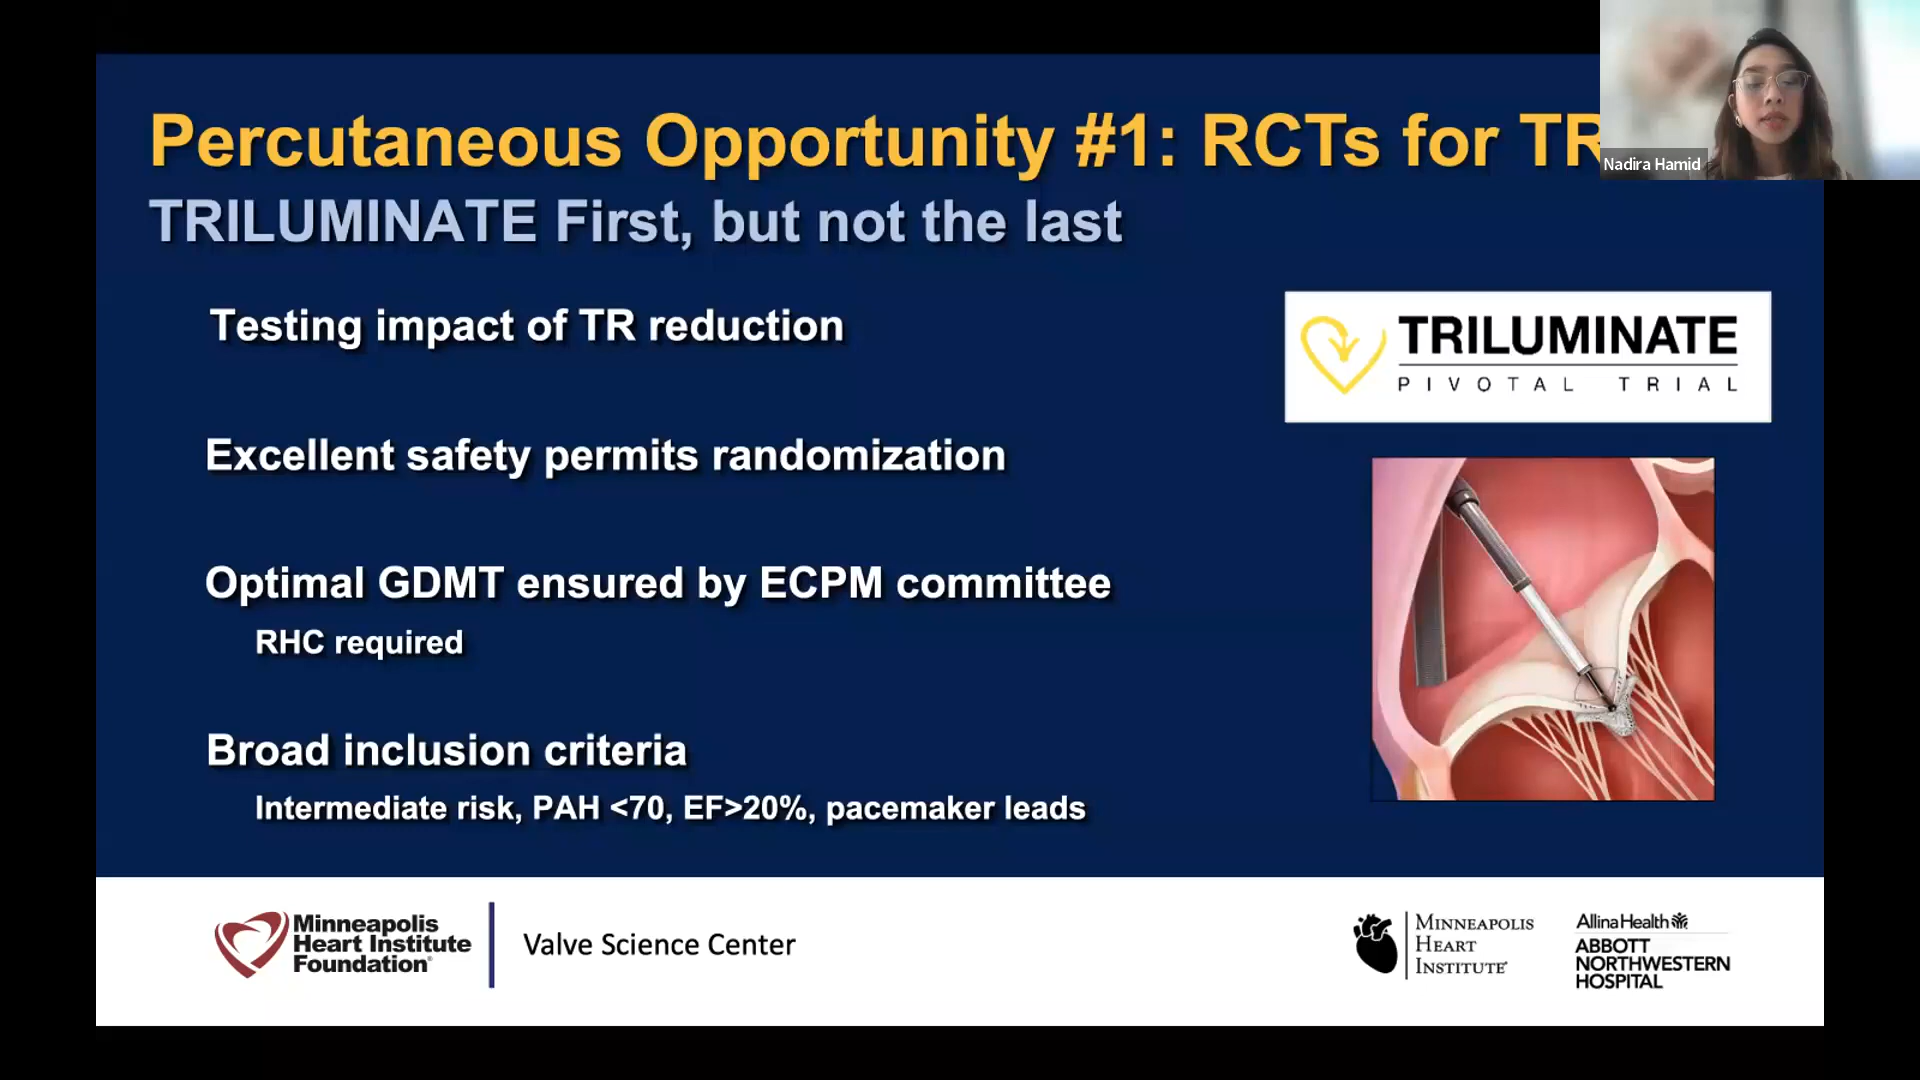 Percutaneous Opportunity #1: RCTs for TR
Nadira Hamid
TRILUMINATE First, but not the last
Testing impact of TR reduction
TRILUMINATE
PIVOTAL TRIAL
Excellent safety permits randomization
Optimal GDMT ensured by ECPM committee
RHC required
Broad inclusion criteria
Intermediate risk, PAH <70, EF>20%, pacemaker leads
Minneapolis
Heart Institute
Foundation®
Valve Science Center
MINNEAPOLIS
HEART
INSTITUTE®
AllinaHealth
ABBOTT
NORTHWESTERN
HOSPITAL